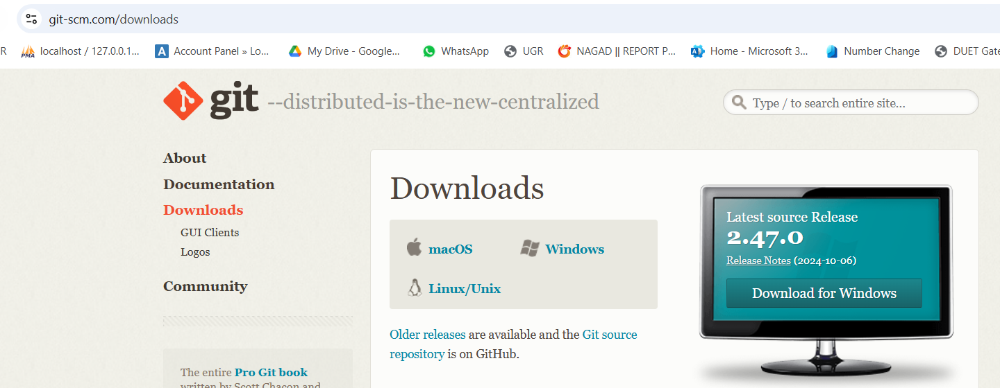 git-scm.com/downloads
R
PMA
localhost / 127.0.0.1...
A
Account Panel » Lo...
My Drive - Google...
WhatsApp
UGR
NAGAD || REPORT P...
Home - Microsoft 3...
Number Change
DUET Gate
git --distributed-is-the-new-centralized
Type / to search entire site...
About
Documentation
Downloads
GUI Clients
Logos
Community
The entire Pro Git book
written by Scott Chacon and
Downloads
macOS
Windows
Linux/Unix
Older releases are available and the Git source
repository is on GitHub.
Latest source Release
2.47.0
Release Notes (2024-10-06)
Download for Windows